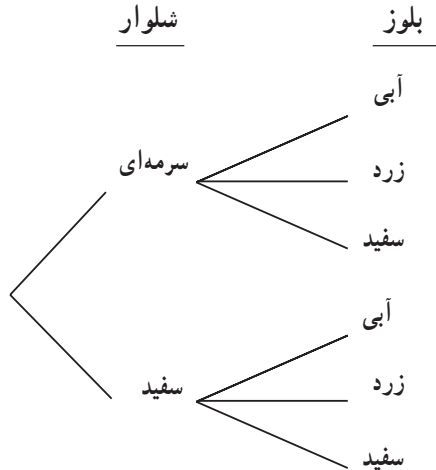 شلوار
بلوز
سرمه‌ای
آبی
زرد
سفید
سفید
آبی
زرد
سفید